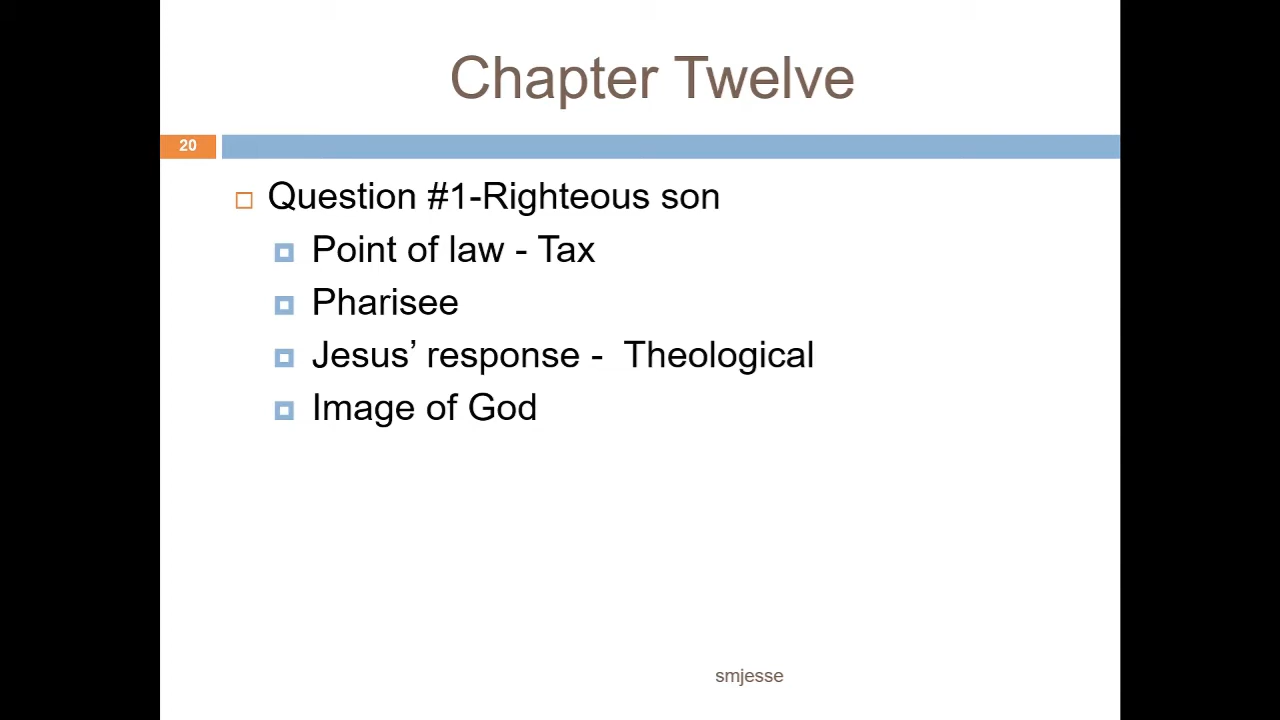 Chapter Twelve
20
Question #1-Righteous son
Point of law - Tax
Pharisee
Jesus’ response -  Theological
Image of God
smjesse